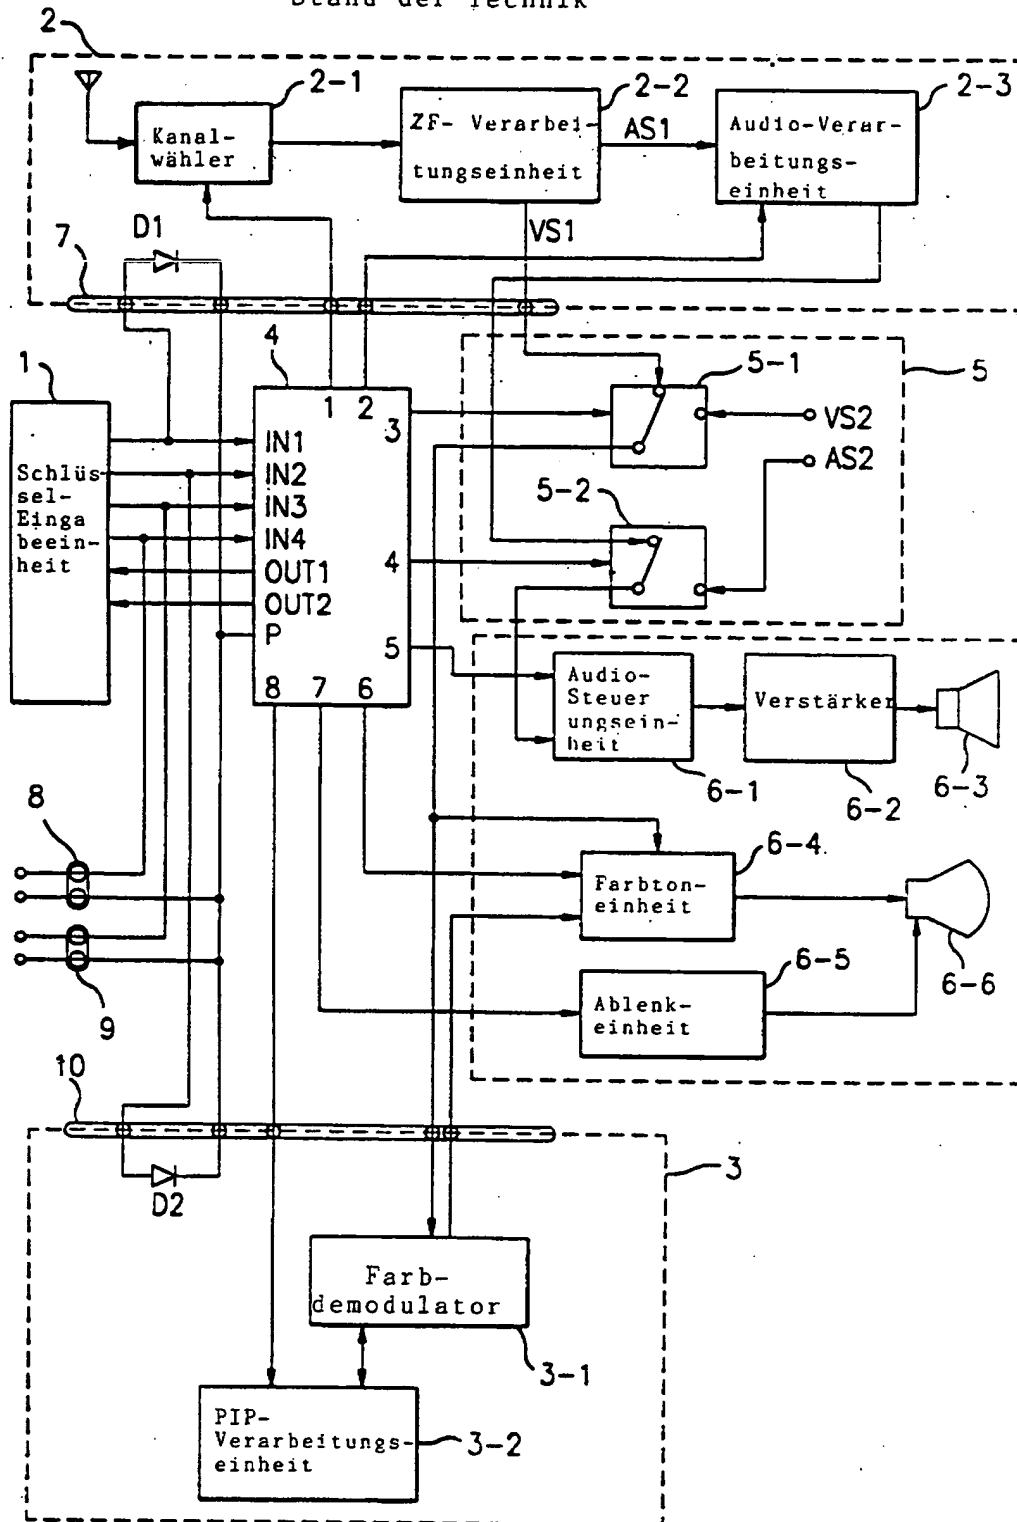 Stand der Technik
2
2-1
2-2
2-3
Kanal-
wähler
ZF- Verarbei-
tungseinheit
AS1
Audio-Verar-
beitungs-
einheit
D1
VS1
7
4
1
5-1
5
1
2
3
VS2
AS2
Schlüs-
sel-
Einga
beein-
heit
IN1
IN2
IN3
IN4
OUT1
OUT2
P
5-2
4
5
8
7
6
Audio-
Steuer
ungsein-
heit
Verstärker
6-1
6-2
6-3
8
9
6-4
Farbton-
einheit
6-5
6-6
Ablenk-
einheit
10
D2
3
Farb-
demodulator
3-1
PIP-
Verarbeitungs-
einheit
3-2